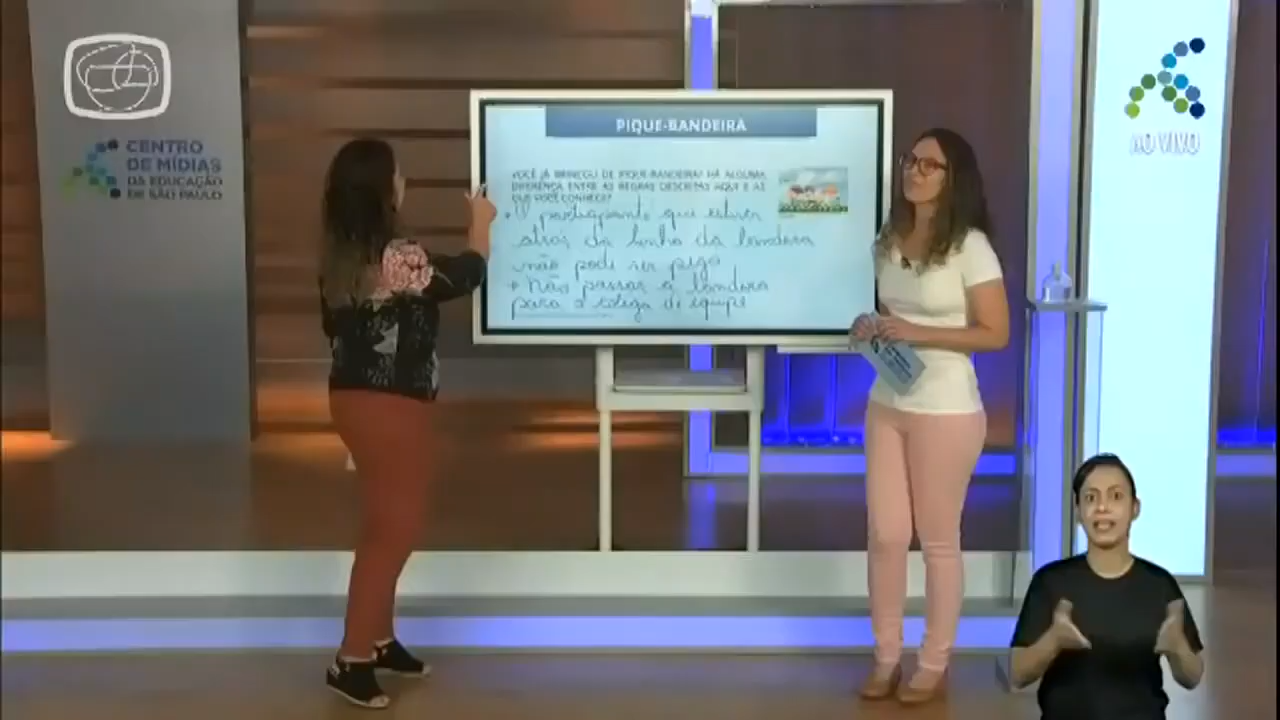 CENTRO
DE MÍDIAS
DA EDUCAÇÃO
DE SÃO PAULO
AO VIVO
PIQUE-BANDEIRA
VOCÊ JÁ BRINCOU DE PIQUE-BANDEIRA? HÁ ALGUMA
DIFERENÇA ENTRE AS REGRAS DESCRITAS AQUI E AS
QUE VOCÊ CONHECE?
participante que estiver
atrás da linha da bandeira
não pode ser pego
* Não passar a bandeira
para o colega de equipe